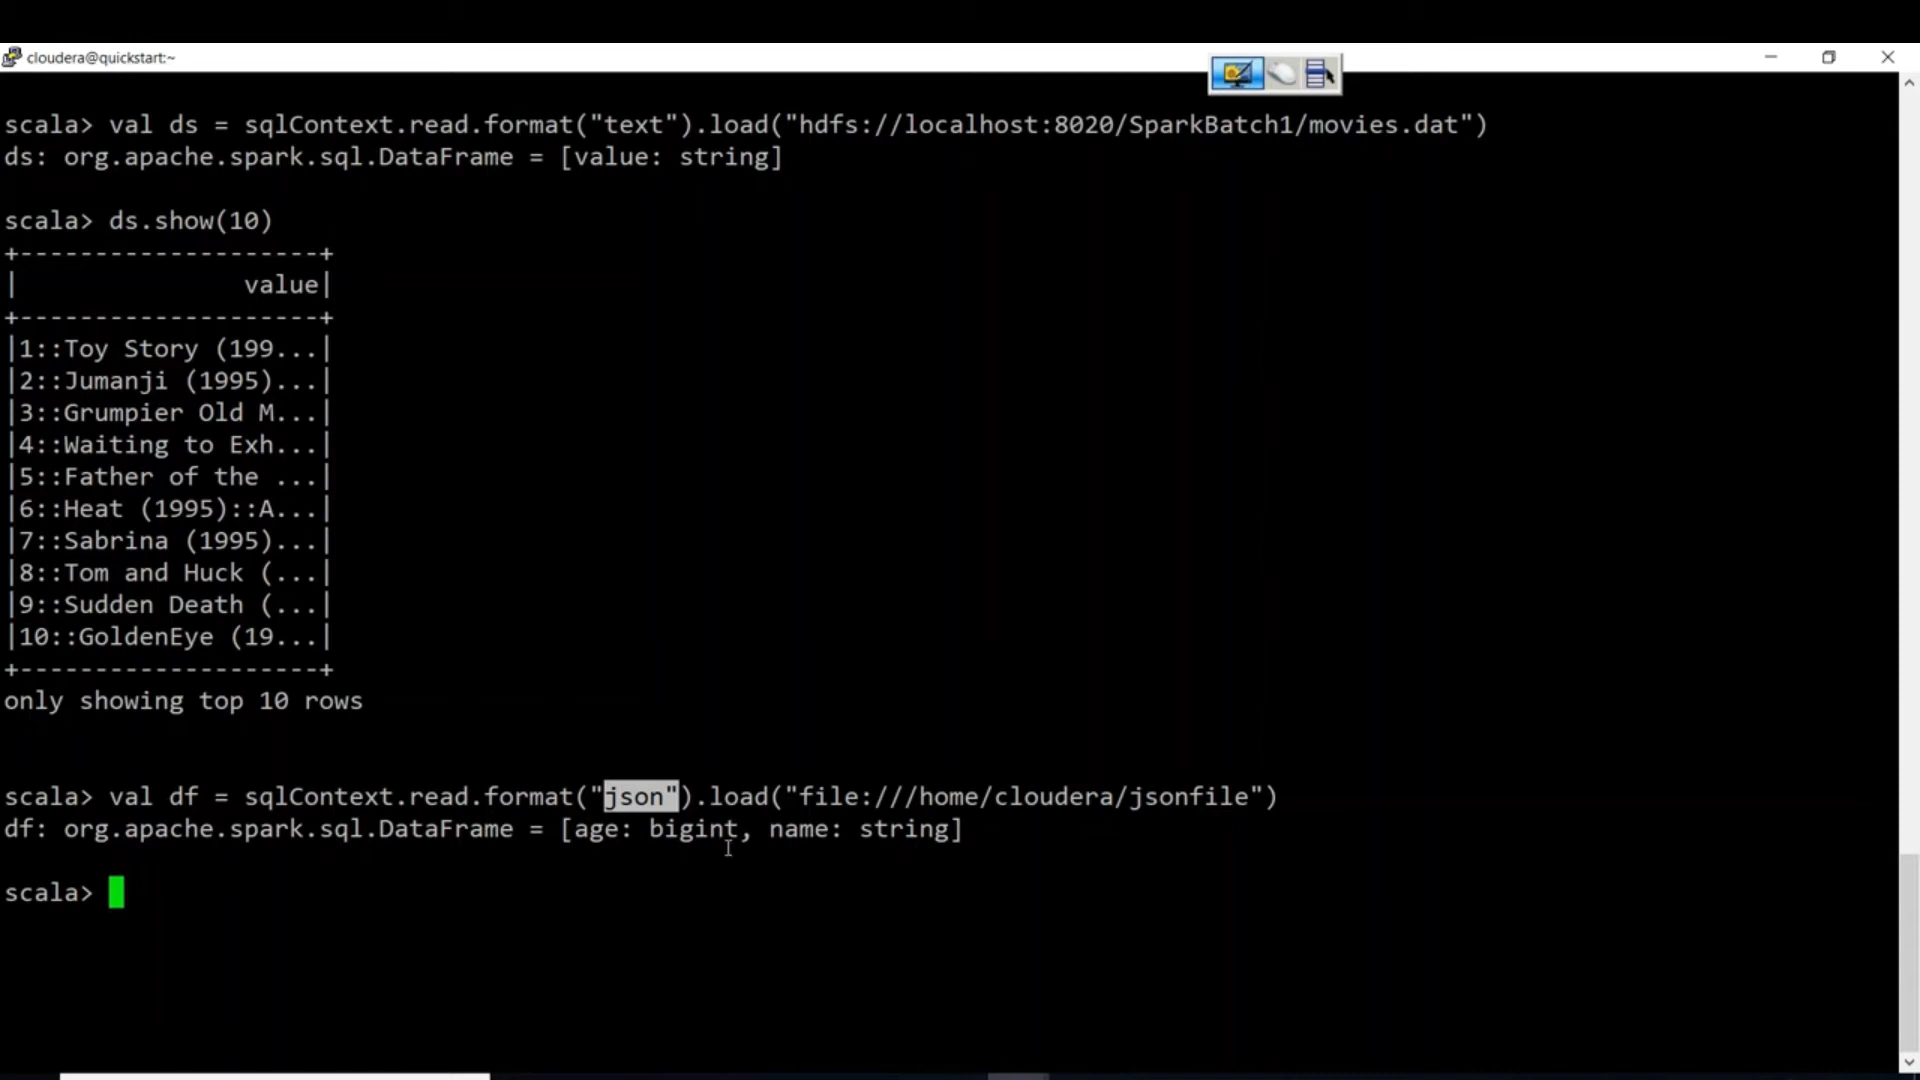 cloudera@quickstart:~
scala> val ds = sqlContext.read.format("text").load("hdfs://localhost:8020/SparkBatch1/movies.dat")
ds: org.apache.spark.sql.DataFrame = [value: string]
scala> ds.show(10)
+--------------------+
|               value|
+--------------------+
|1::Toy Story (199...|
|2::Jumanji (1995)...|
|3::Grumpier Old M...|
|4::Waiting to Exh...|
|5::Father of the ...|
|6::Heat (1995)::A...|
|7::Sabrina (1995)...|
|8::Tom and Huck (...|
|9::Sudden Death (...|
|10::GoldenEye (19...|
+--------------------+
only showing top 10 rows
scala> val df = sqlContext.read.format("json").load("file:///home/cloudera/jsonfile")
df: org.apache.spark.sql.DataFrame = [age: bigint, name: string]
scala>